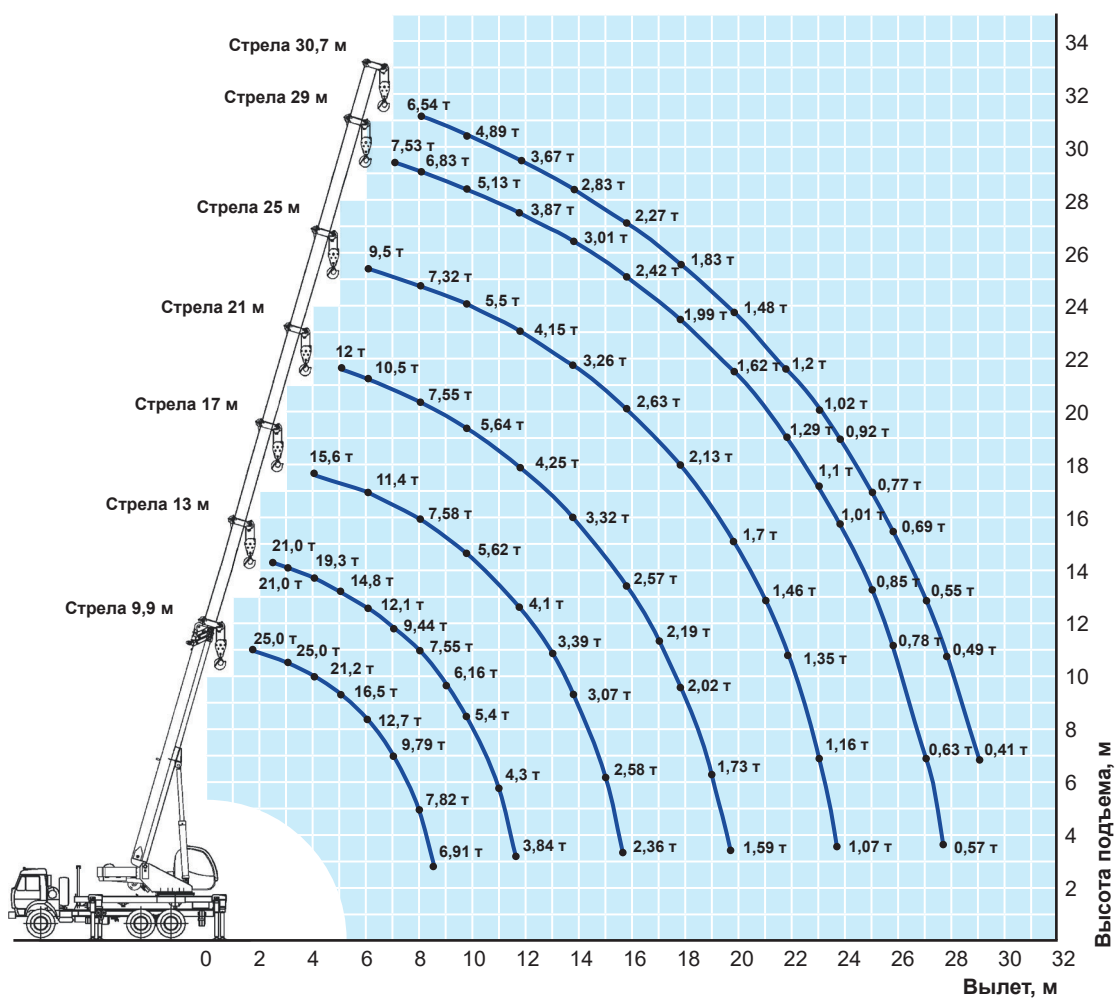 Стрела 30,7 м
Стрела 29 м
Стрела 25 м
Стрела 21 м
Стрела 17 м
Стрела 13 м
Стрела 9,9 м
6,54 т
4,89 т
3,67 т
2,83 т
2,27 т
1,83 т
1,48 т
1,2 т
1,02 т
0,92 т
0,77 т
0,69 т
0,55 т
0,49 т
0,41 т
7,53 т
6,83 т
5,13 т
3,87 т
3,01 т
2,42 т
1,99 т
1,62 т
1,29 т
1,1 т
1,01 т
0,85 т
0,78 т
0,63 т
0,57 т
9,5 т
7,32 т
5,5 т
4,15 т
3,26 т
2,63 т
2,13 т
1,7 т
1,46 т
1,35 т
1,16 т
1,07 т
12 т
10,5 т
7,55 т
5,64 т
4,25 т
3,32 т
2,57 т
2,19 т
2,02 т
1,73 т
1,59 т
15,6 т
11,4 т
7,58 т
5,62 т
4,1 т
3,39 т
3,07 т
2,58 т
2,36 т
21,0 т
21,0 т
19,3 т
14,8 т
12,1 т
9,44 т
7,55 т
6,16 т
5,4 т
4,3 т
3,84 т
25,0 т
25,0 т
21,2 т
16,5 т
12,7 т
9,79 т
7,82 т
6,91 т
34
32
30
28
26
24
22
20
18
16
14
12
10
8
6
4
2
Высота подъема, м
0 2 4 6 8 10 12 14 16 18 20 22 24 26 28 30 32
Вылет, м